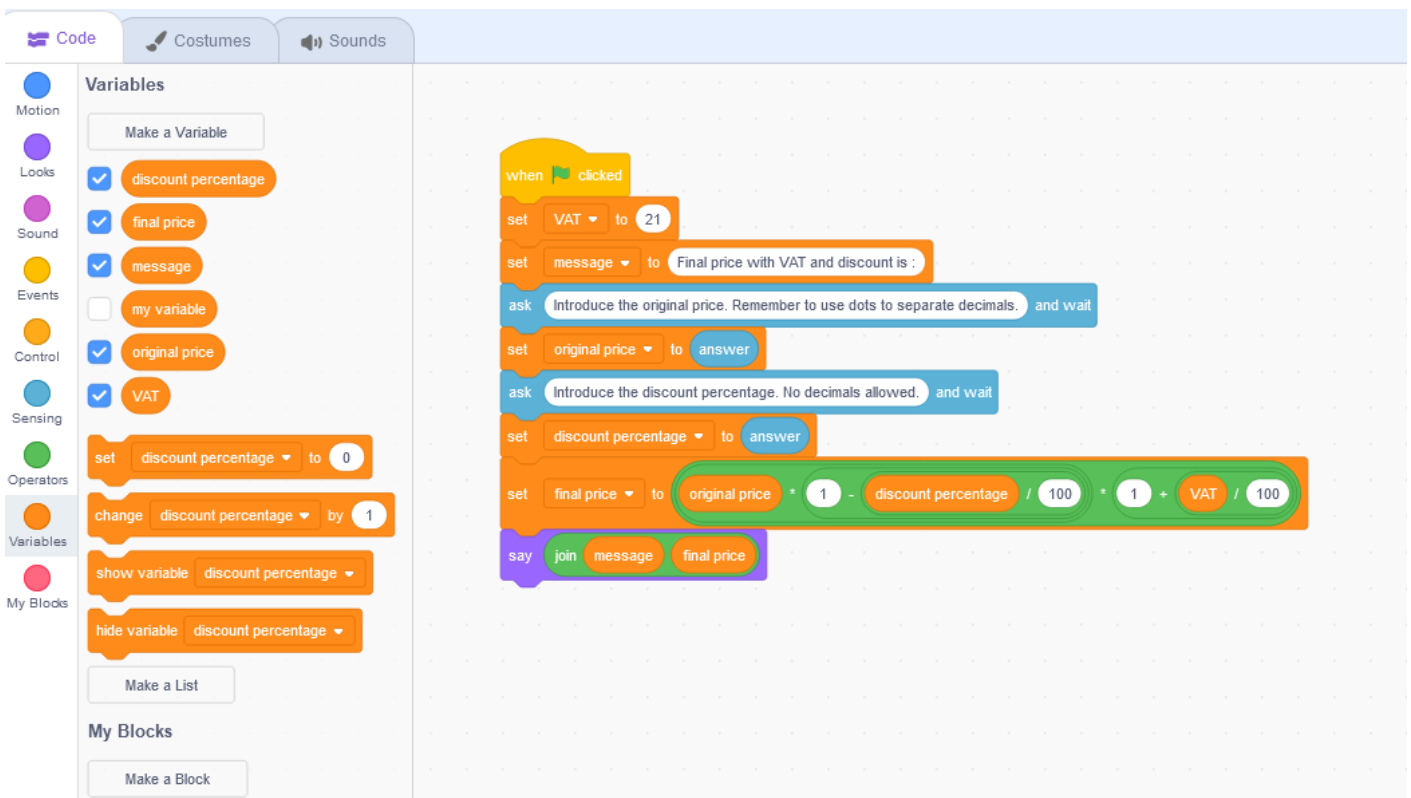 Code
Costumes
Sounds
Motion
Looks
Sound
Events
Control
Sensing
Operators
Variables
My Blocks
Variables
Make a Variable
discount percentage
final price
message
my variable
original price
VAT
set discount percentage to 0
change discount percentage by 1
show variable discount percentage
hide variable discount percentage
Make a List
My Blocks
Make a Block
when clicked
set VAT to 21
set message to Final price with VAT and discount is :
ask Introduce the original price. Remember to use dots to separate decimals. and wait
set original price to answer
ask Introduce the discount percentage. No decimals allowed. and wait
set discount percentage to answer
set final price to original price * 1 - discount percentage / 100 * 1 + VAT / 100
say join message final price